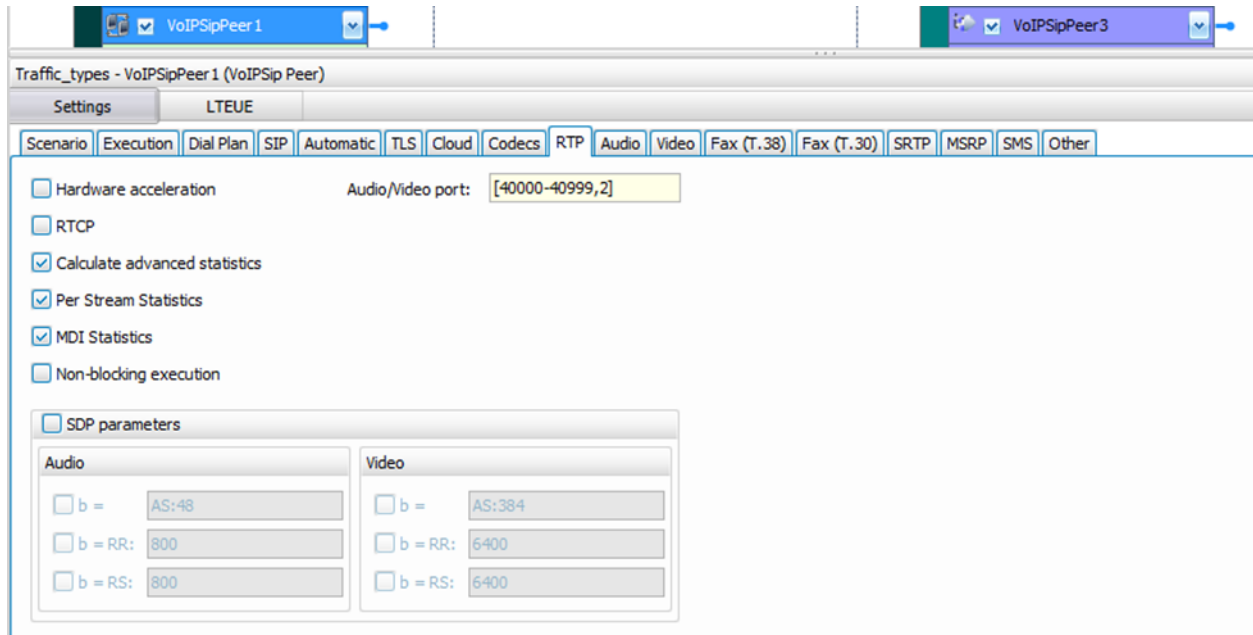 VoIPSipPeer1
VoIPSipPeer3
Traffic_types - VoIPSipPeer1 (VoIPSip Peer)
Settings LTEUE
Scenario Execution Dial Plan SIP Automatic TLS Cloud Codecs RTP Audio Video Fax (T.38) Fax (T.30) SRTP MSRP SMS Other
Hardware acceleration Audio/Video port: [40000-40999,2]
RTCP
Calculate advanced statistics
Per Stream Statistics
MDI Statistics
Non-blocking execution
SDP parameters
Audio Video
b = AS:48 b = AS:384
b = RR: 800 b = RR: 6400
b = RS: 800 b = RS: 6400